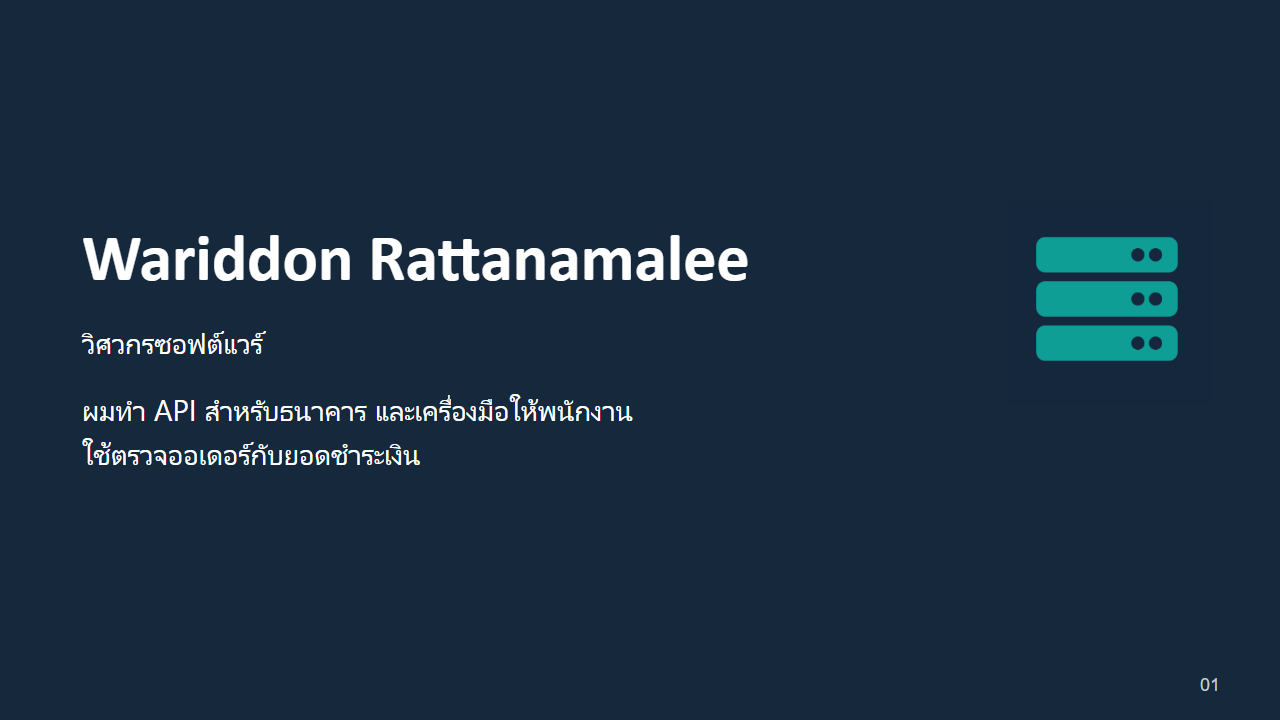 Wariddon Rattanamalee
วิศวกรซอฟต์แวร์
ผมทำ API สำหรับธนาคาร และเครื่องมือให้พนักงาน
ใช้ตรวจออเดอร์กับยอดชำระเงิน
01